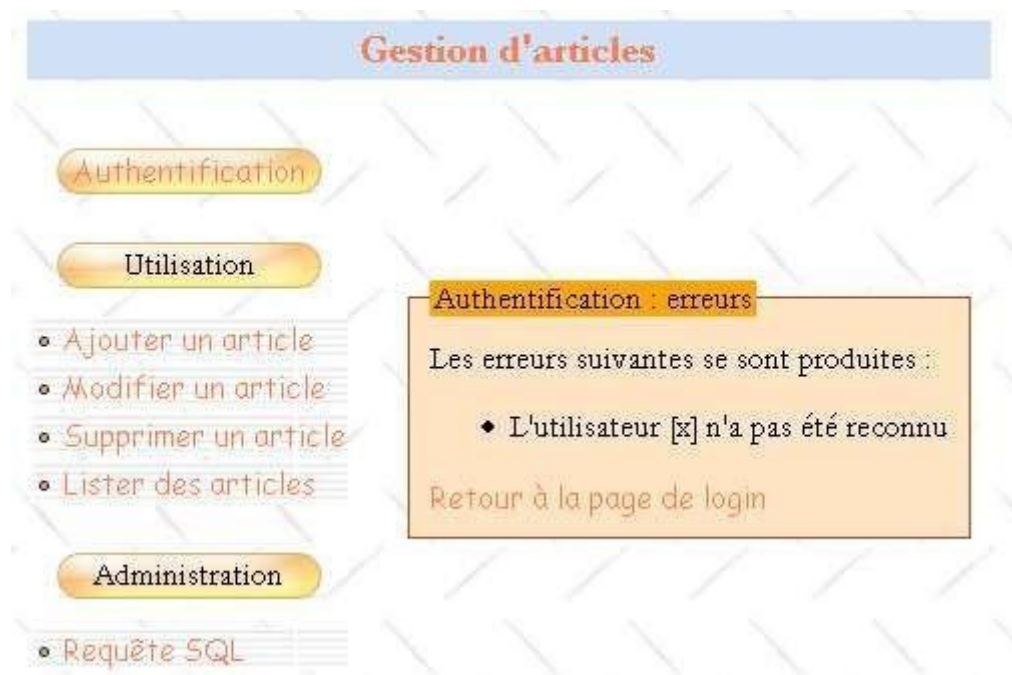 Gestion d'articles
Authentification
Utilisation
Ajouter un article
Modifier un article
Supprimer un article
Lister des articles
Administration
Requête SQL
Authentification : erreurs
Les erreurs suivantes se sont produites :
L'utilisateur [x] n'a pas été reconnu
Retour à la page de login